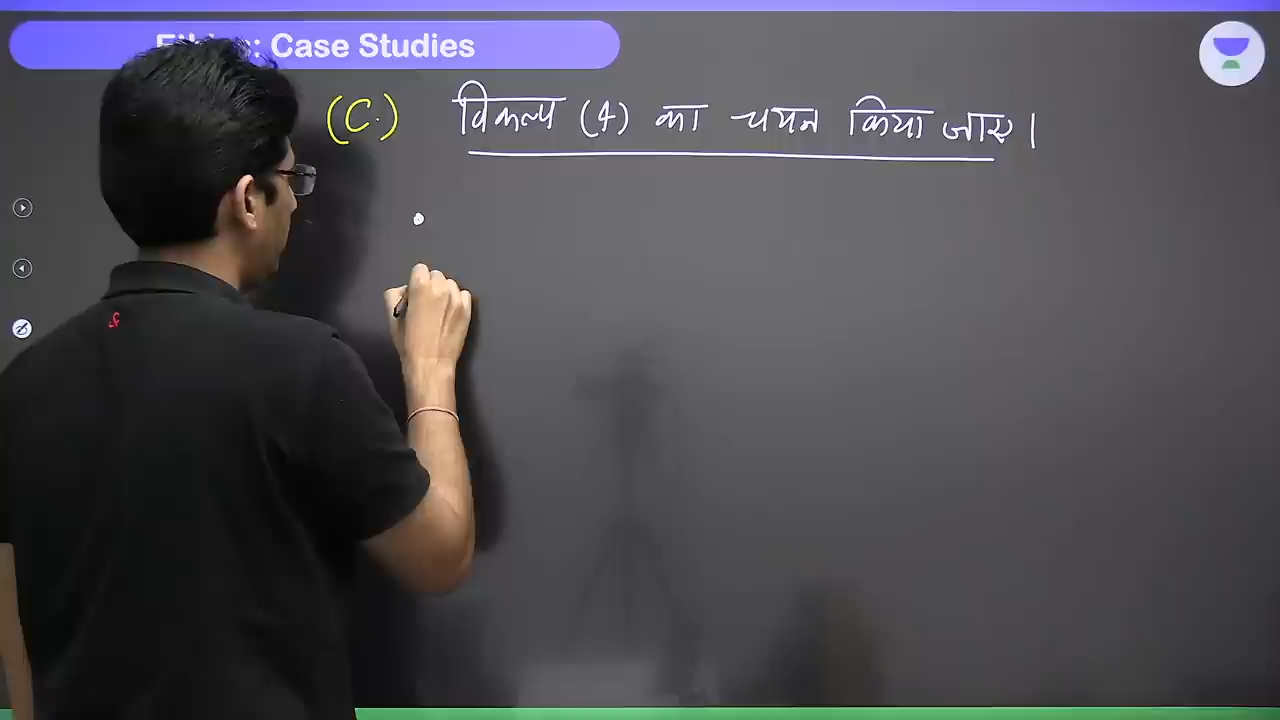 : Case Studies
(C.) विकल्प (4) का चयन किया जाए।